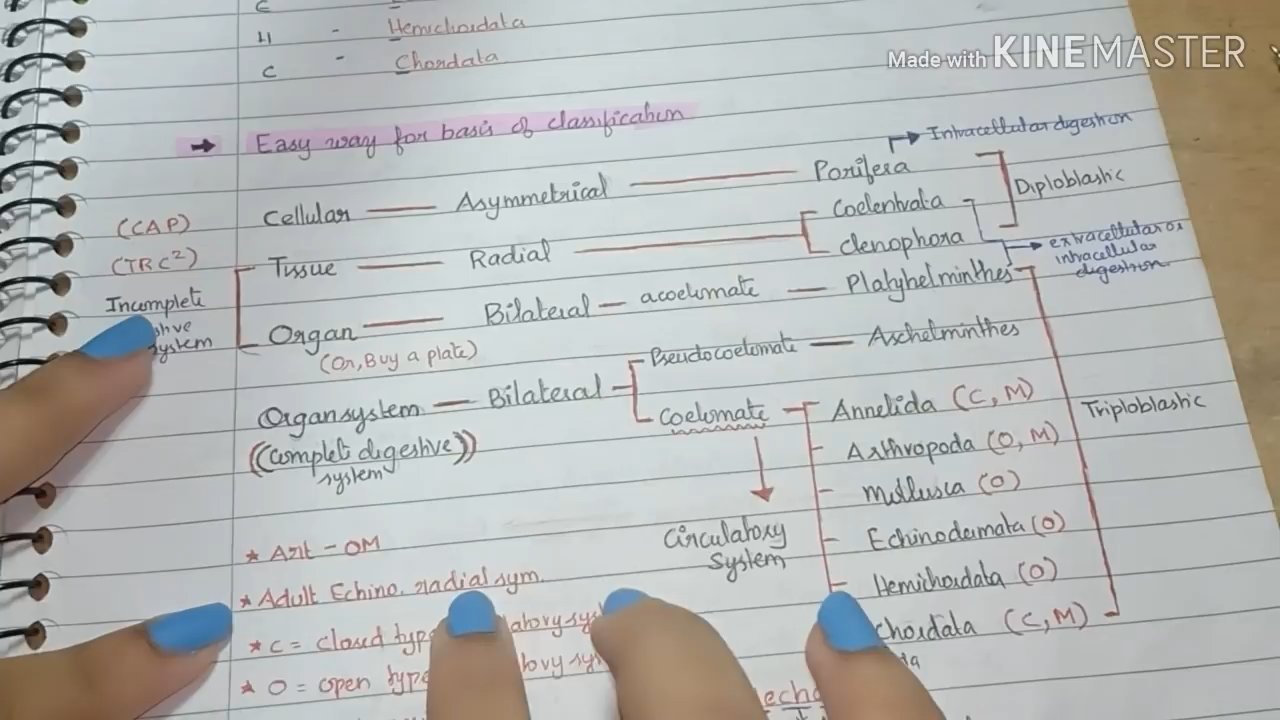 C
H - Hemichordata
C - Chordata
Made with KINEMASTER
→ Easy way for basis of classification
Intracellular digestion
(CAP) Cellular — Asymmetrical — Porifera
Diploblastic
(TRC²) Tissue — Radial — Coelentrata
Ctenophora
extracellular or
intracellular
digestion
Incomplete
system
Organ — Bilateral — acoelomate — Platyhelminthes
(Or, Buy a plate)
Pseudocoelomate — Aschelminthes
Organsystem — Bilateral
Coelomate — Annelida (C, M)
Triploblastic
((Complete digestive))
system
Arthropoda (O, M)
Mollusca (O)
Circulatory
System
Echinodermata (O)
Hemichordata (O)
Chordata (C, M)
* Art - OM
* Adult Echino. radial sym.
* C = closed type
* O = open type